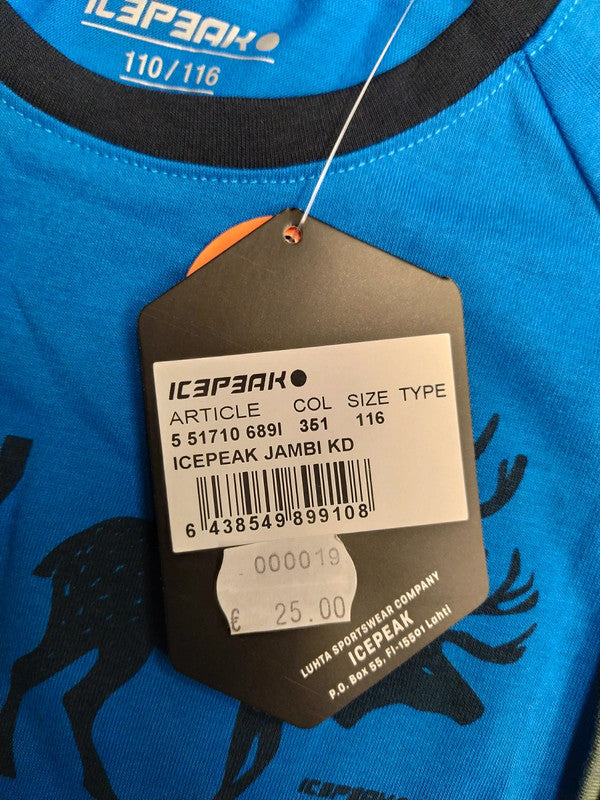 ICEPEAK
110 / 116
ICEPEAK
ARTICLE COL SIZE TYPE
5 51710 689I 351 116
ICEPEAK JAMBI KD
6 438549 899108
000019
€ 25.00
LUHTA SPORTSWEAR COMPANY
ICEPEAK
P.O. Box 55, FI-15501 Lahti
ICEPEAK